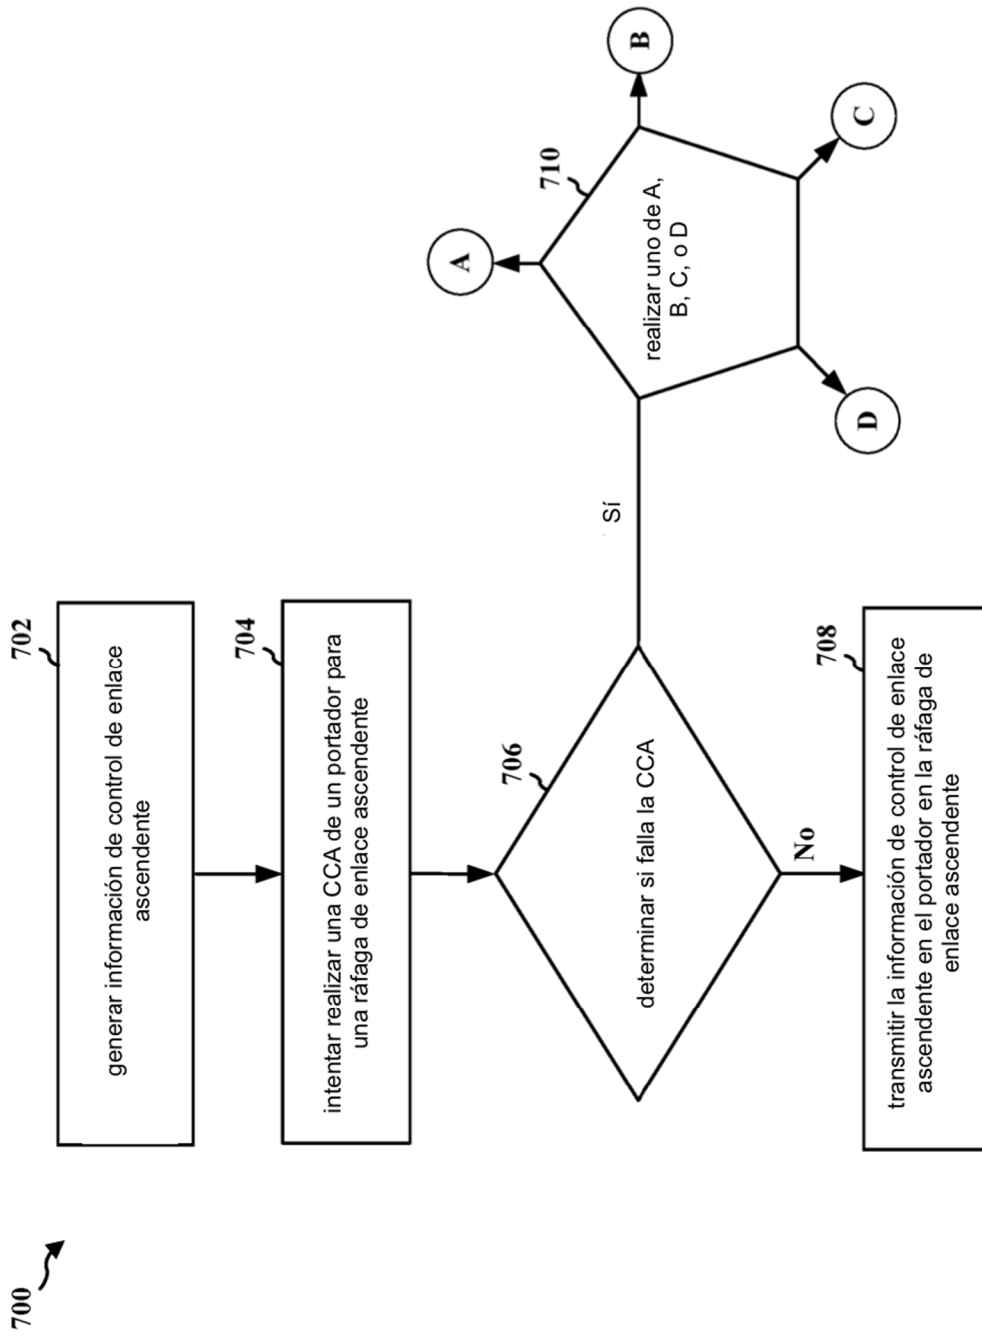 700
702
generar información de control de enlace
ascendente
704
intentar realizar una CCA de un portador para
una ráfaga de enlace ascendente
706
determinar si falla la CCA
Sí
710
realizar uno de A,
B, C, o D
A
B
C
D
No
708
transmitir la información de control de enlace
ascendente en el portador en la ráfaga de
enlace ascendente